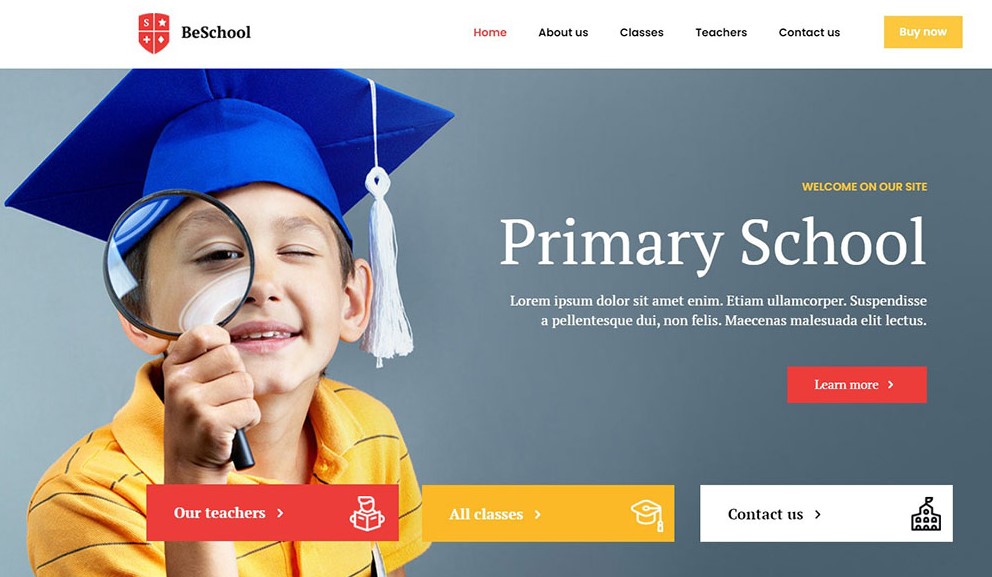 S
BeSchool
Home About us Classes Teachers Contact us Buy now
WELCOME ON OUR SITE
Primary School
Lorem ipsum dolor sit amet enim. Etiam ullamcorper. Suspendisse
a pellentesque dui, non felis. Maecenas malesuada elit lectus.
Learn more
Our teachers All classes Contact us